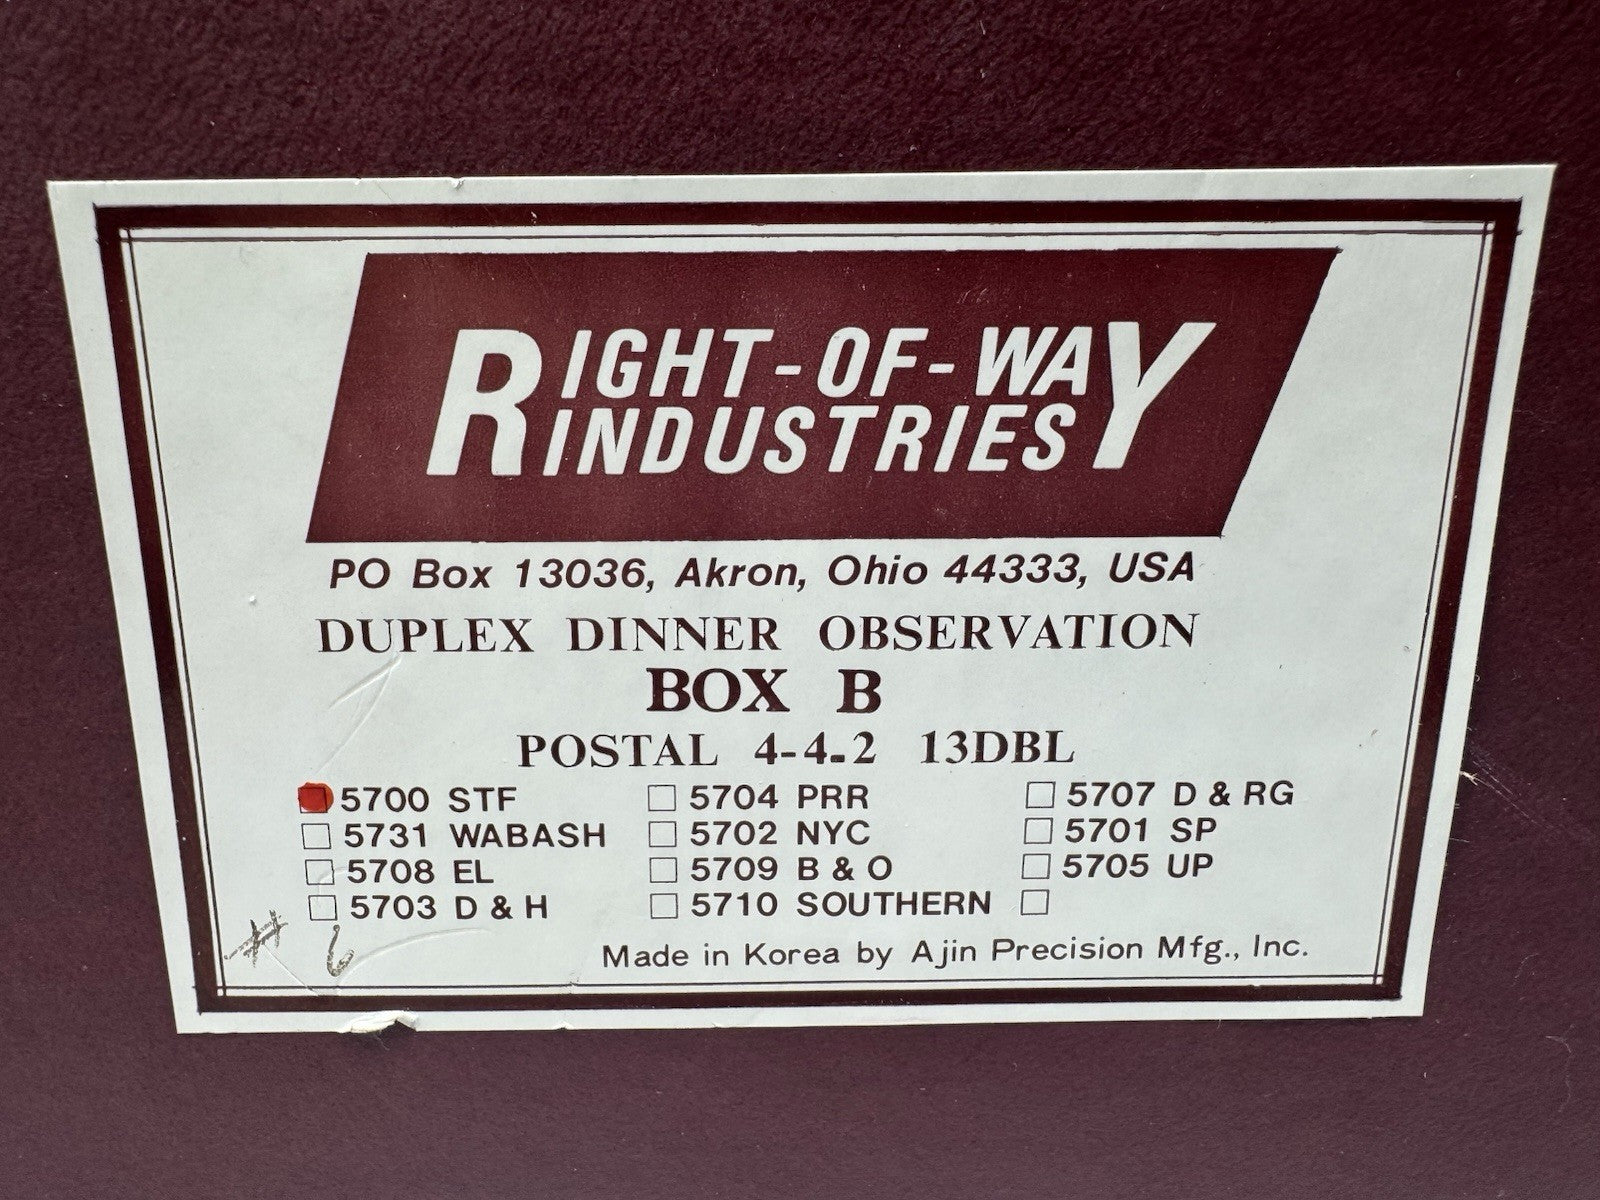 RIGHT-OF-WAY
INDUSTRIES
PO Box 13036, Akron, Ohio 44333, USA
DUPLEX DINNER OBSERVATION
BOX B
POSTAL 4-4-2 13DBL
5700 STF 5704 PRR 5707 D & RG
5731 WABASH 5702 NYC 5701 SP
5708 EL 5709 B & O 5705 UP
5703 D & H 5710 SOUTHERN
# 6
Made in Korea by Ajin Precision Mfg., Inc.